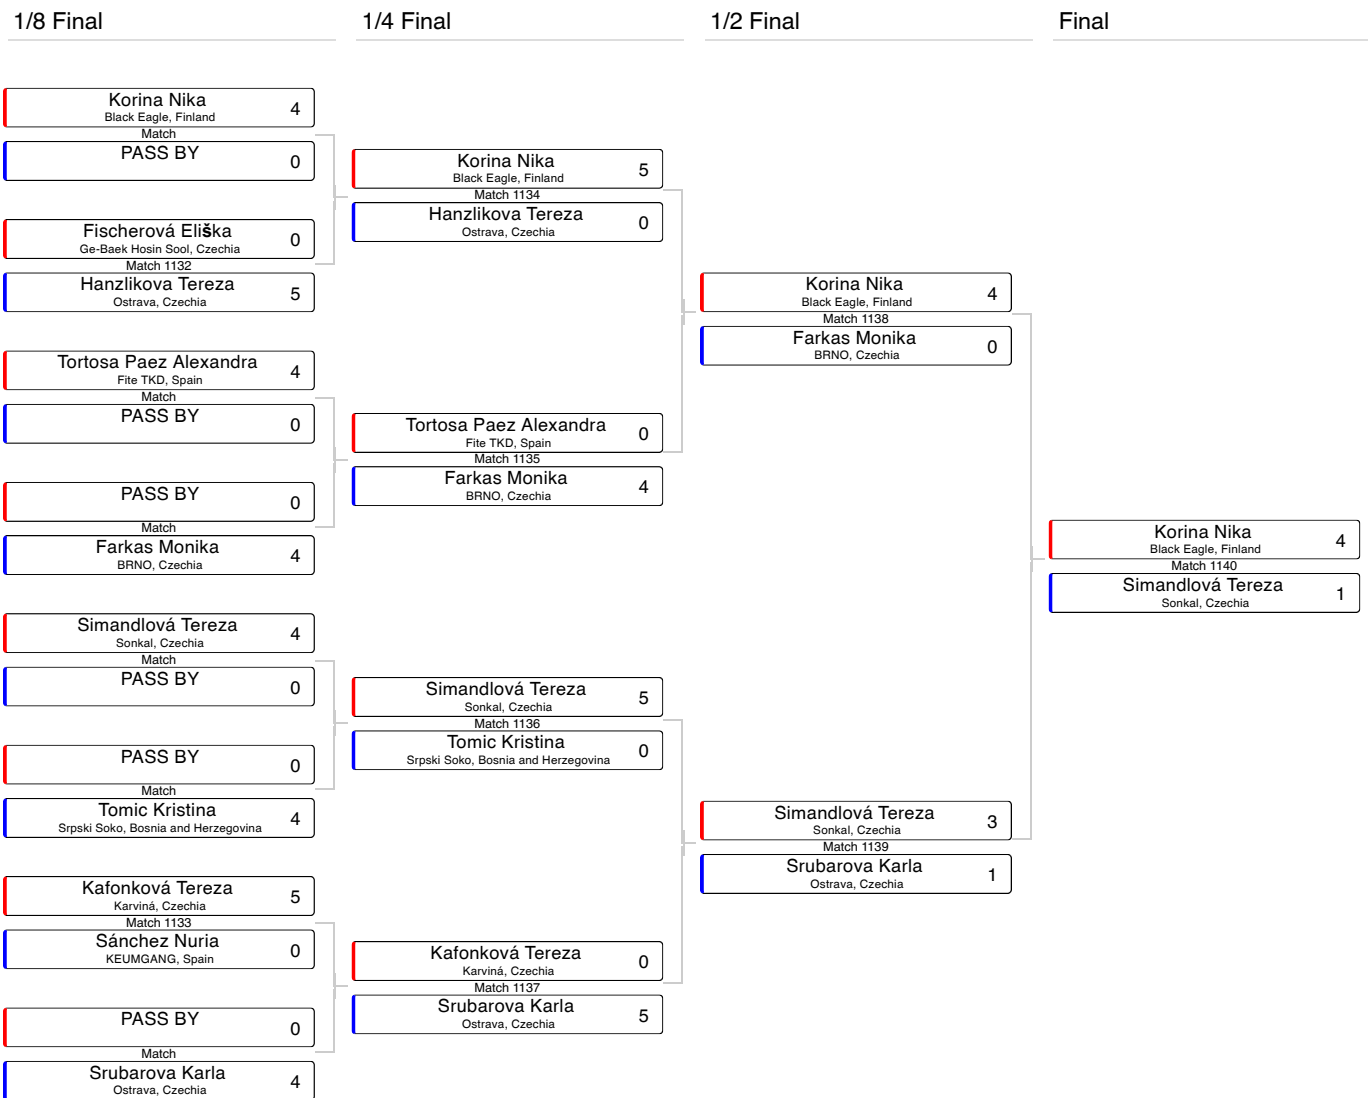 1/8 Final
1/4 Final
1/2 Final
Final
Korina Nika 4
Black Eagle, Finland
Match
PASS BY 0
Fischerová Eliška 0
Ge-Baek Hosin Sool, Czechia
Match 1132
Hanzlikova Tereza 5
Ostrava, Czechia
Tortosa Paez Alexandra 4
Fite TKD, Spain
Match
PASS BY 0
PASS BY 0
Match
Farkas Monika 4
BRNO, Czechia
Simandlová Tereza 4
Sonkal, Czechia
Match
PASS BY 0
PASS BY 0
Match
Tomic Kristina 4
Srpski Soko, Bosnia and Herzegovina
Kafonková Tereza 5
Karviná, Czechia
Match 1133
Sánchez Nuria 0
KEUMGANG, Spain
PASS BY 0
Match
Srubarova Karla 4
Ostrava, Czechia
Korina Nika 5
Black Eagle, Finland
Match 1134
Hanzlikova Tereza 0
Ostrava, Czechia
Tortosa Paez Alexandra 0
Fite TKD, Spain
Match 1135
Farkas Monika 4
BRNO, Czechia
Simandlová Tereza 5
Sonkal, Czechia
Match 1136
Tomic Kristina 0
Srpski Soko, Bosnia and Herzegovina
Kafonková Tereza 0
Karviná, Czechia
Match 1137
Srubarova Karla 5
Ostrava, Czechia
Korina Nika 4
Black Eagle, Finland
Match 1138
Farkas Monika 0
BRNO, Czechia
Simandlová Tereza 3
Sonkal, Czechia
Match 1139
Srubarova Karla 1
Ostrava, Czechia
Korina Nika 4
Black Eagle, Finland
Match 1140
Simandlová Tereza 1
Sonkal, Czechia